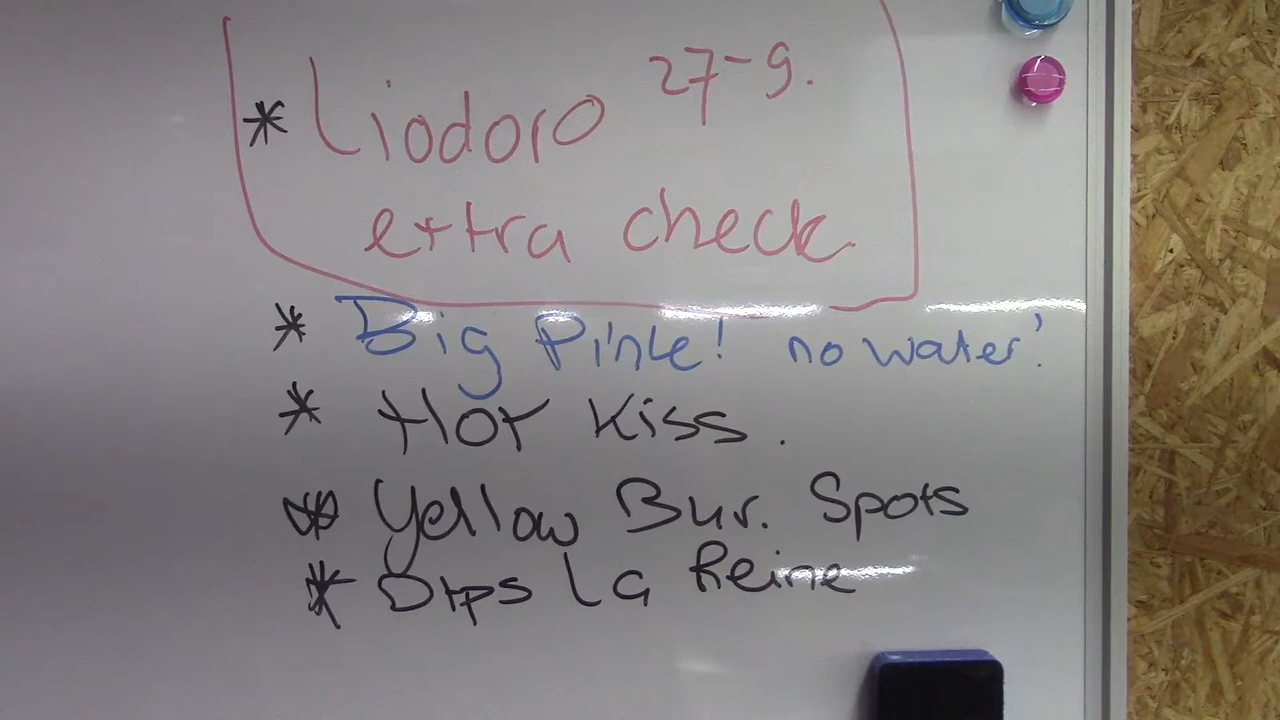 * Liodoro 27-9.
extra check
* Big Pink! no water!
* Hot Kiss.
* Yellow Bur. Spots
* Dips La Reine